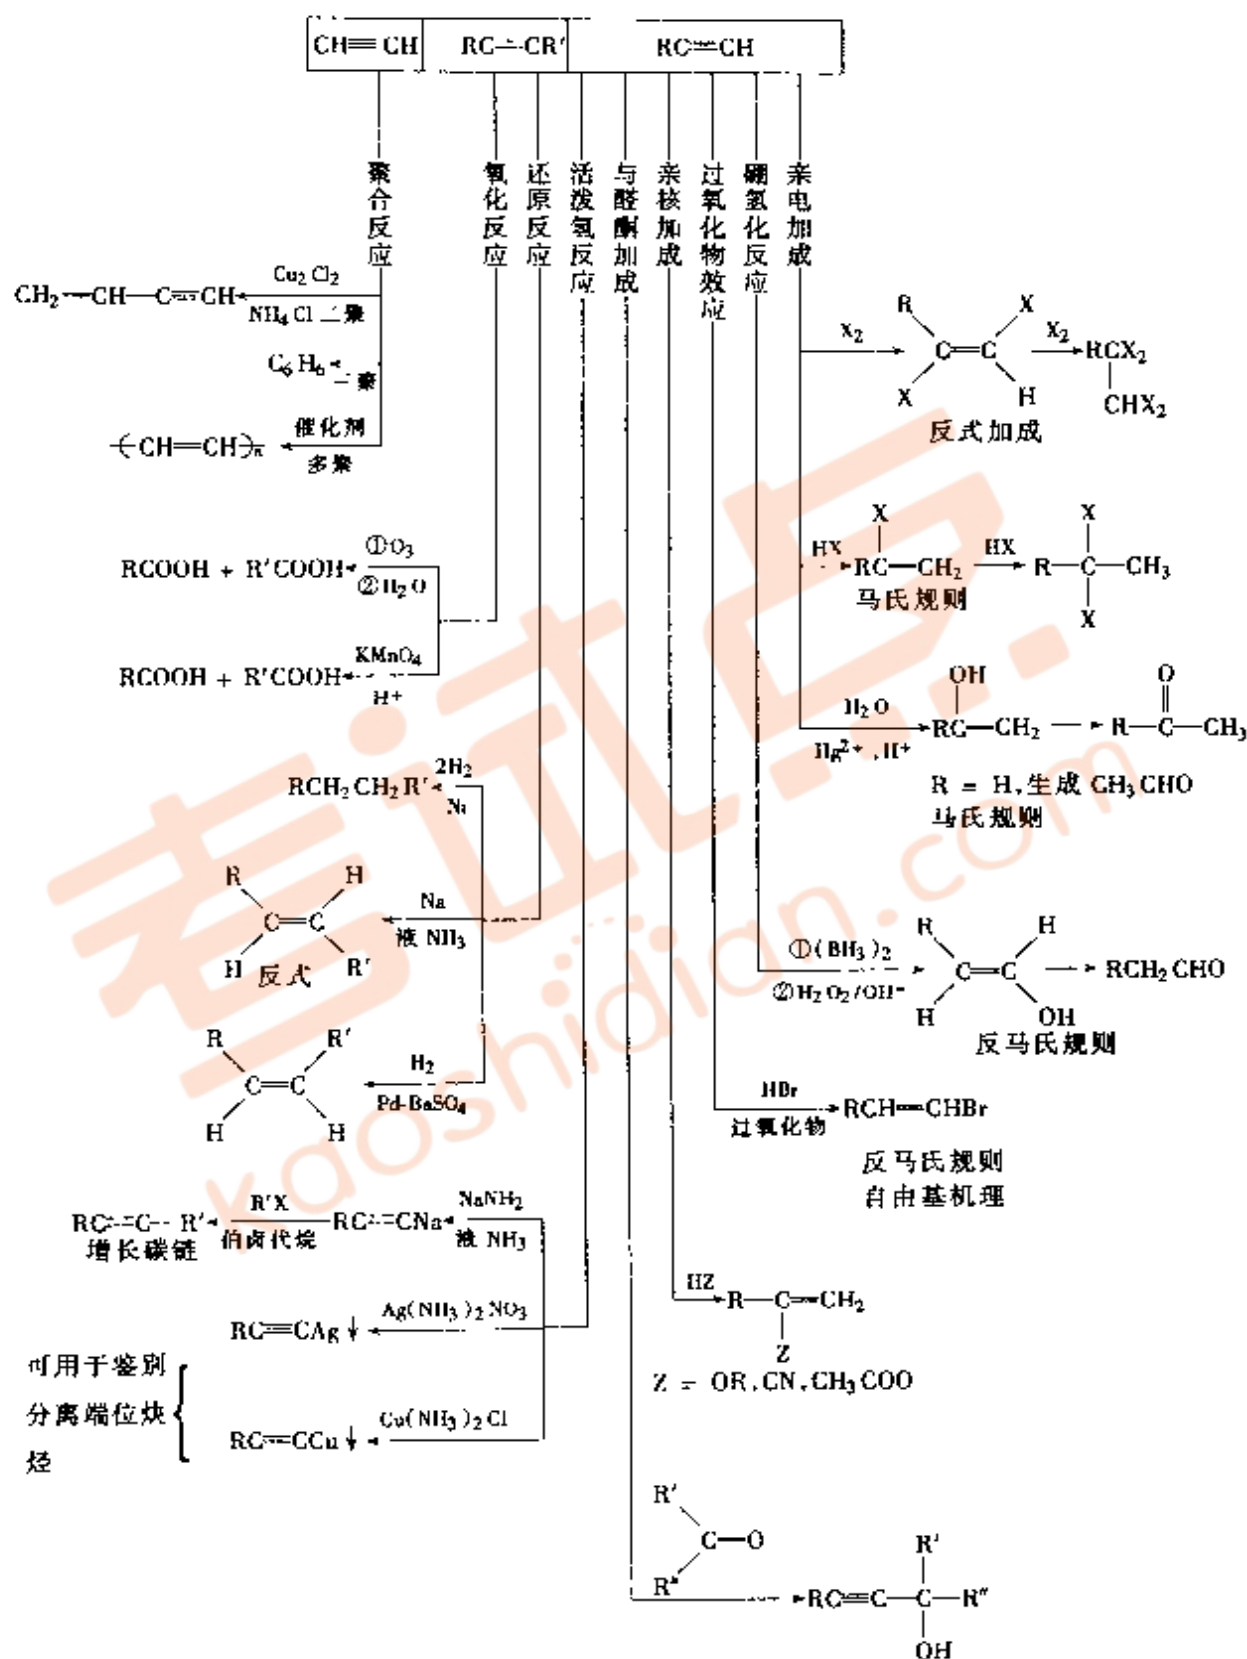 CH≡CH
RC—CR′
RC═CH
聚合反应
氧化反应
还原反应
活泼氢反应
与醛酮加成
亲核加成
过氧化物效应
硼氢化反应
亲电加成
Cu₂Cl₂
CH₂—CH—C═CH
NH₄Cl 二聚
C₆H₆
三聚
催化剂
-(CH═CH)ₙ
多聚
R X
X₂
C═C
X₂
RCX₂
X H
CHX₂
反式加成
①O₃
RCOOH + R′COOH
②H₂O
KMnO₄
RCOOH + R′COOH
H⁺
X
HX
RC—CH₂
马氏规则
HX
X
R—C—CH₃
X
OH
H₂O
RC—CH₂
Hg²⁺,H⁺
O
R—C—CH₃
R = H,生成 CH₃CHO
马氏规则
2H₂
RCH₂CH₂R′
Ni
R H
C═C
H R′
反式
Na
液 NH₃
R R′
C═C
H H
H₂
Pd-BaSO₄
①(BH₃)₂
②H₂O₂/OH⁻
R H
C═C
H OH
RCH₂CHO
反马氏规则
HBr
过氧化物
RCH═CHBr
反马氏规则
自由基机理
RC═C—R′
增长碳链
R′X
伯卤代烷
RC═CNa
NaNH₂
液 NH₃
HZ
R—C═CH₂
Z
Z = OR,CN,CH₃COO
Ag(NH₃)₂NO₃
RC≡CAg↓
可用于鉴别
分离端位炔
烃
Cu(NH₃)₂Cl
RC═CCu↓
R′
C—O
R″
R′
RC≡C—C—R″
OH
考试点
kaoshidian.com